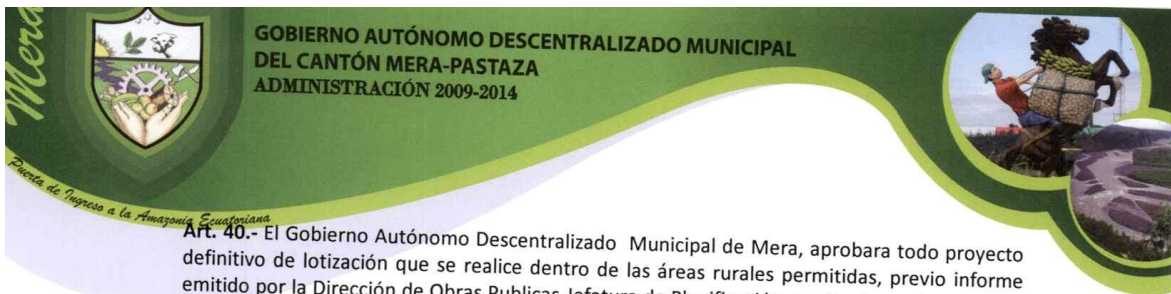 Mera
GOBIERNO AUTÓNOMO DESCENTRALIZADO MUNICIPAL
DEL CANTÓN MERA-PASTAZA
ADMINISTRACIÓN 2009-2014
Puerta de Ingreso a la Amazonia Ecuatoriana
Art. 40.- El Gobierno Autónomo Descentralizado Municipal de Mera, aprobara todo proyecto
definitivo de lotización que se realice dentro de las áreas rurales permitidas, previo informe
emitido por la Dirección de Obras Publicas